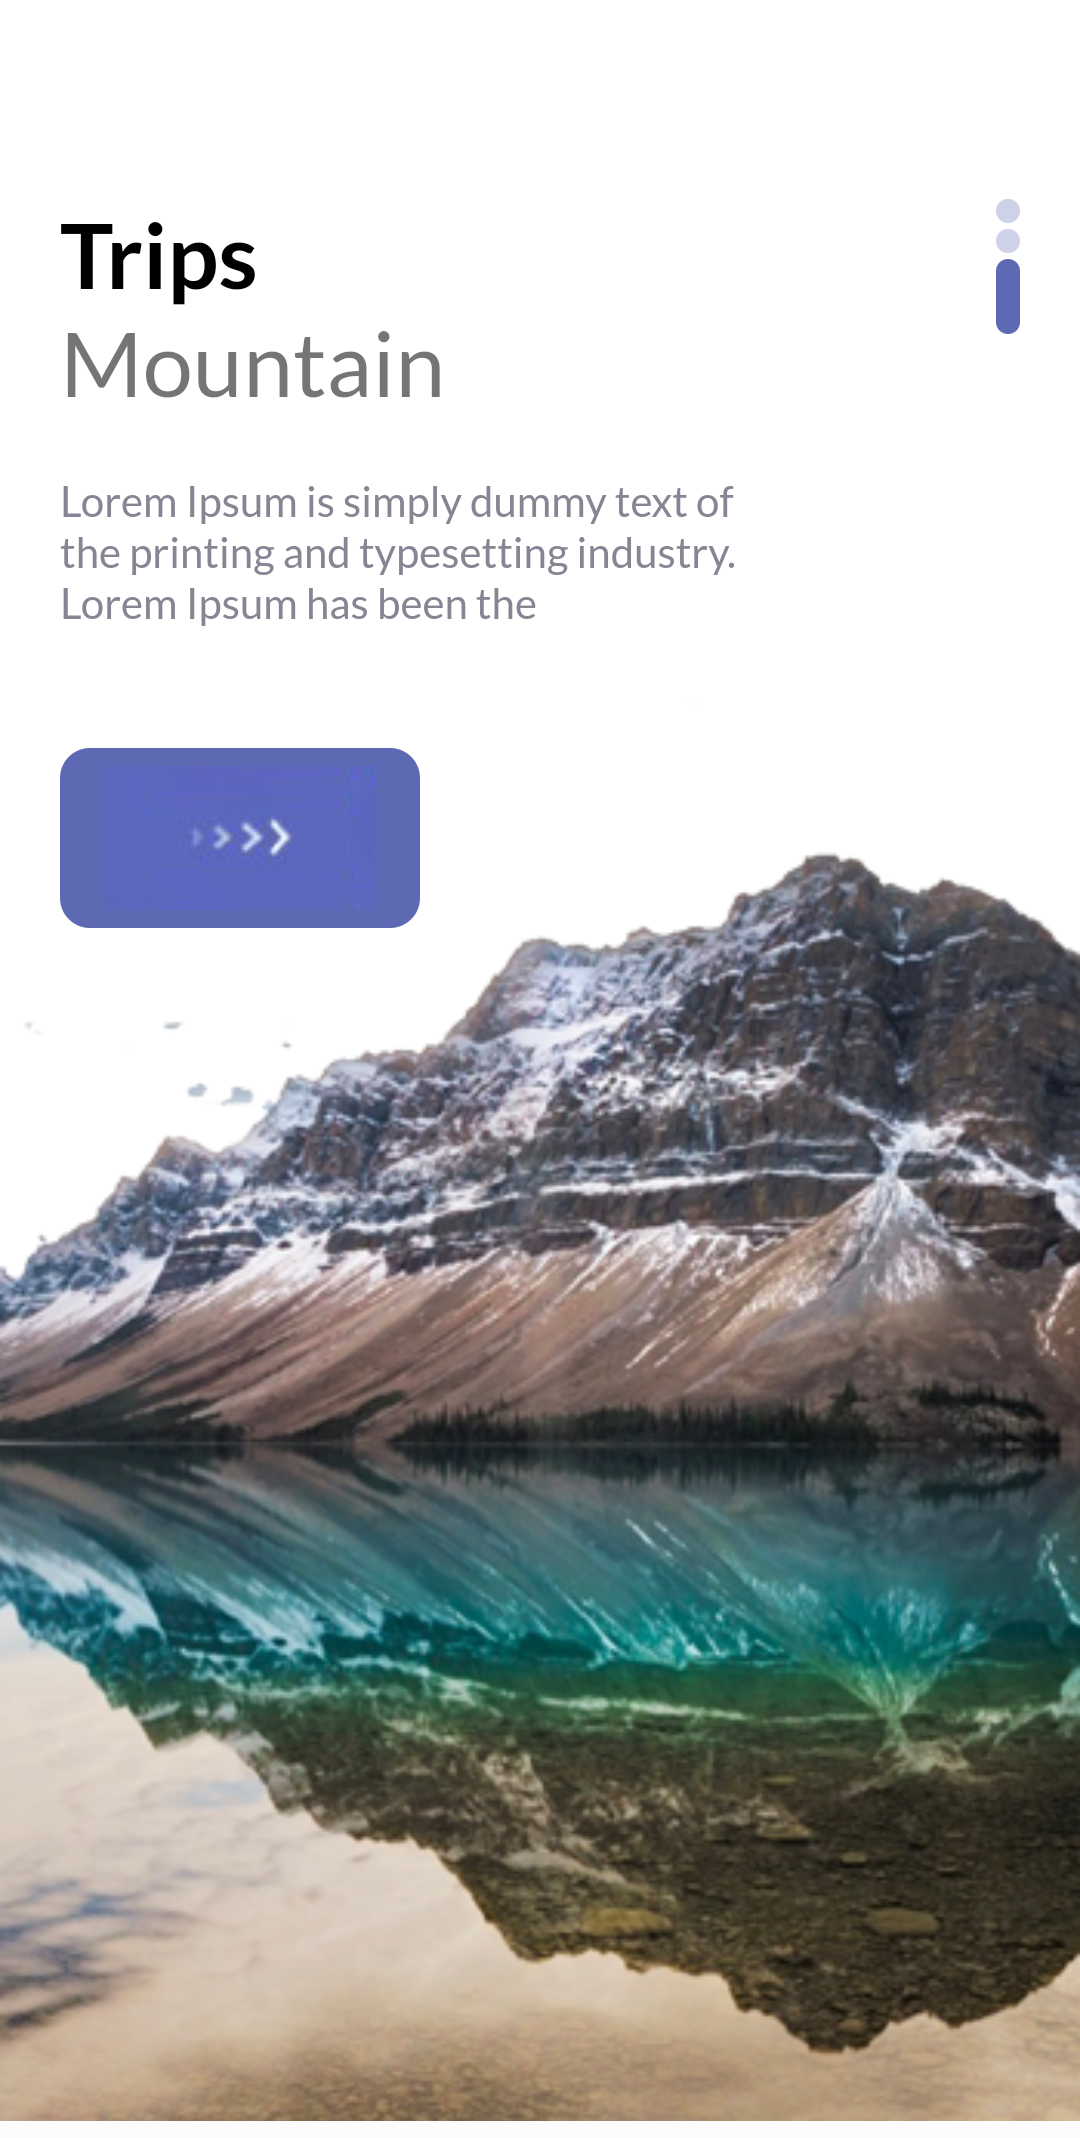 Trips
Mountain
Lorem Ipsum is simply dummy text of
the printing and typesetting industry.
Lorem Ipsum has been the